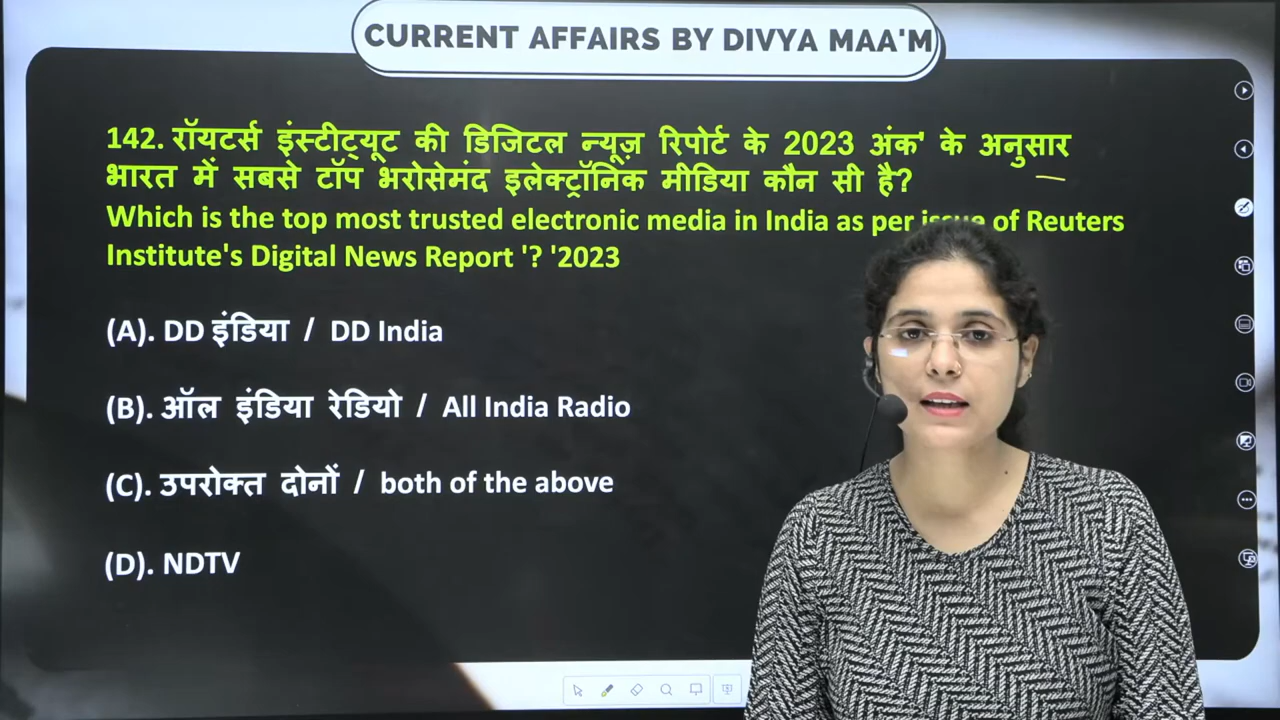 CURRENT AFFAIRS BY DIVYA MAA'M
142. रॉयटर्स इंस्टीट्यूट की डिजिटल न्यूज़ रिपोर्ट के 2023 अंक' के अनुसार
भारत में सबसे टॉप भरोसेमंद इलेक्ट्रॉनिक मीडिया कौन सी है?
Which is the top most trusted electronic media in India as per issue of Reuters
Institute's Digital News Report '? '2023
(A). DD इंडिया / DD India
(B). ऑल इंडिया रेडियो / All India Radio
(C). उपरोक्त दोनों / both of the above
(D). NDTV